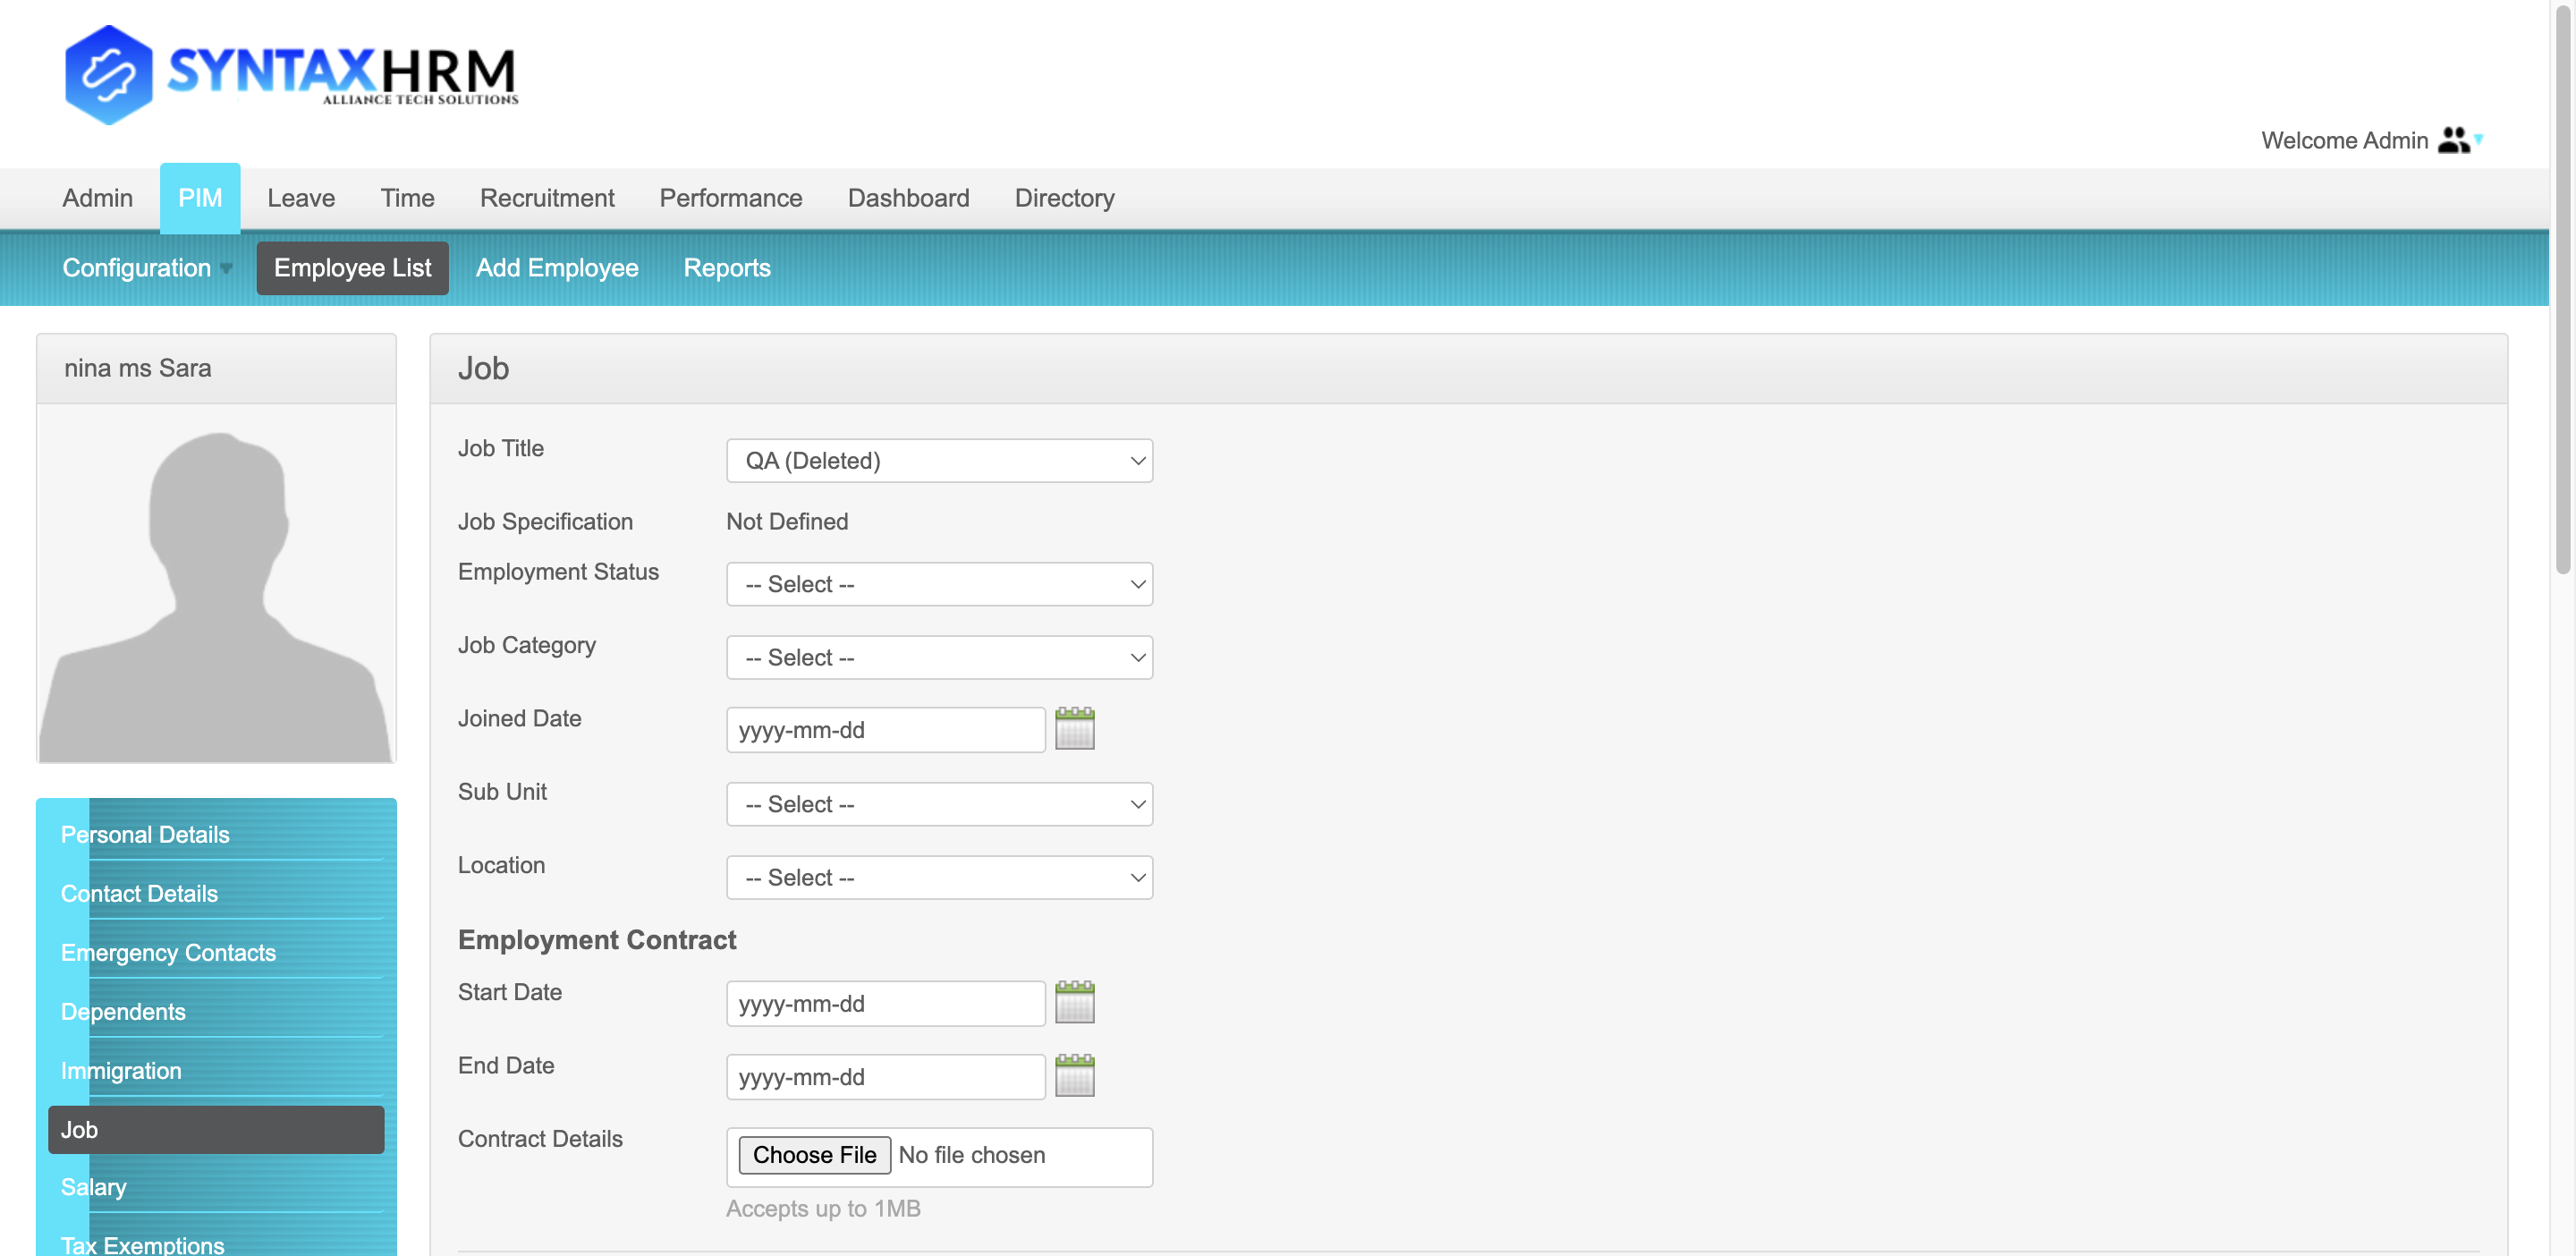 SYNTAXHRM
ALLIANCE TECH SOLUTIONS
Welcome Admin
Admin PIM Leave Time Recruitment Performance Dashboard Directory
Configuration Employee List Add Employee Reports
nina ms Sara
Personal Details
Contact Details
Emergency Contacts
Dependents
Immigration
Job
Salary
Tax Exemptions
Job
Job Title QA (Deleted)
Job Specification Not Defined
Employment Status -- Select --
Job Category -- Select --
Joined Date yyyy-mm-dd
Sub Unit -- Select --
Location -- Select --
Employment Contract
Start Date yyyy-mm-dd
End Date yyyy-mm-dd
Contract Details Choose File No file chosen
Accepts up to 1MB